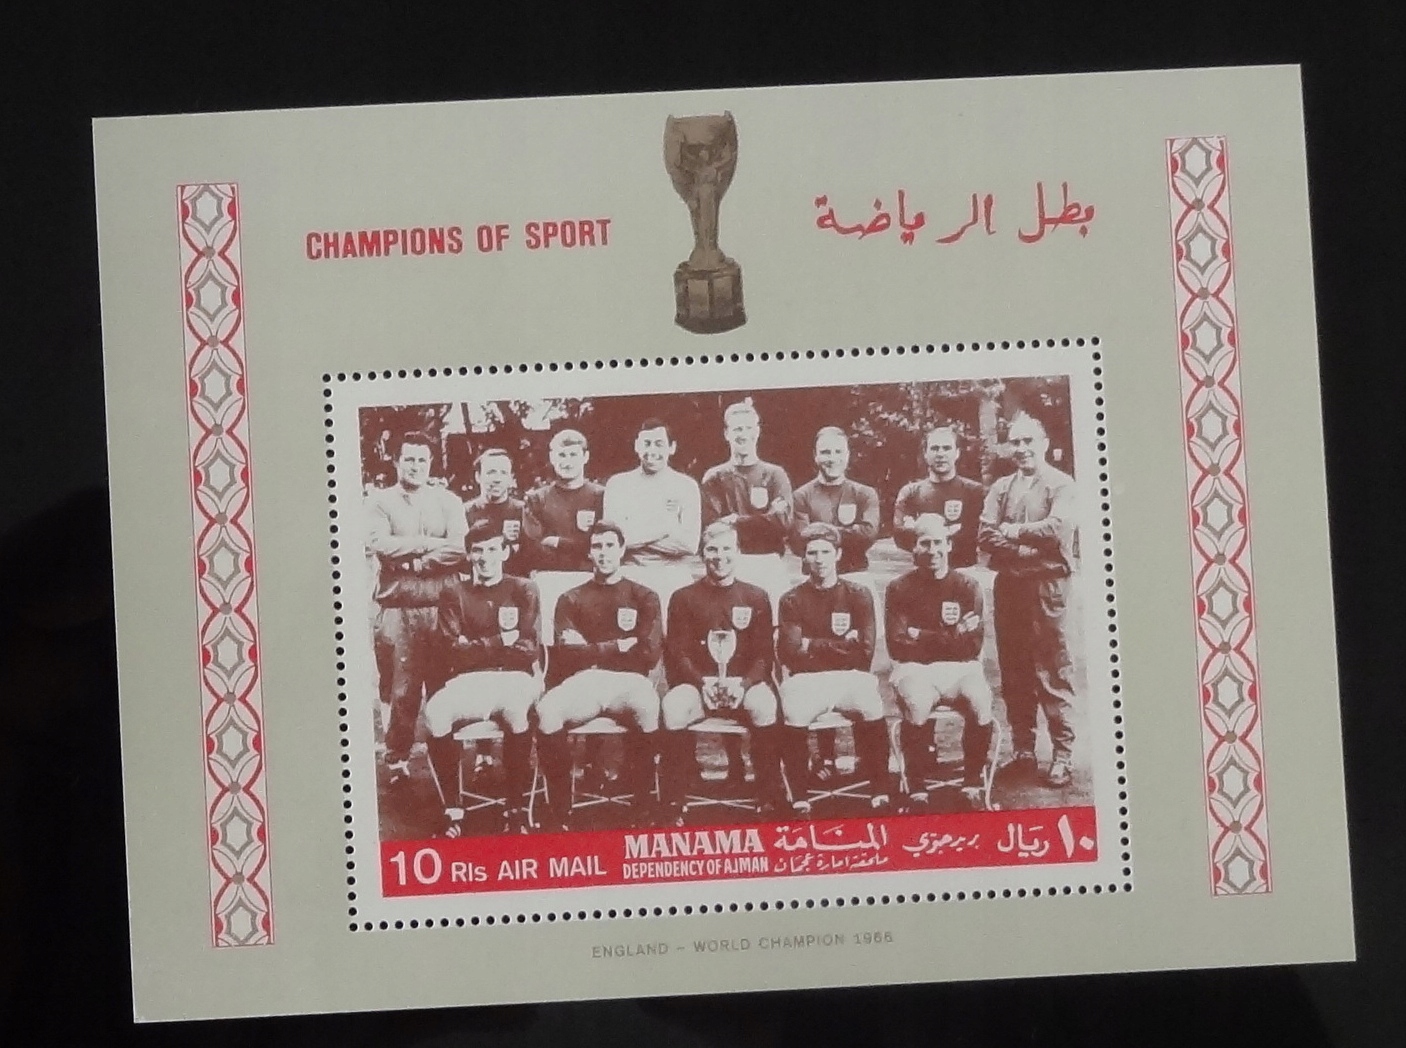 CHAMPIONS OF SPORT
بطل الرياضة
10 Rls AIR MAIL
MANAMA
DEPENDENCY OF AJMAN
المنامة
ملحقة امارة عجمان
بريد جوي
١٠ ريال
ENGLAND – WORLD CHAMPION 1966